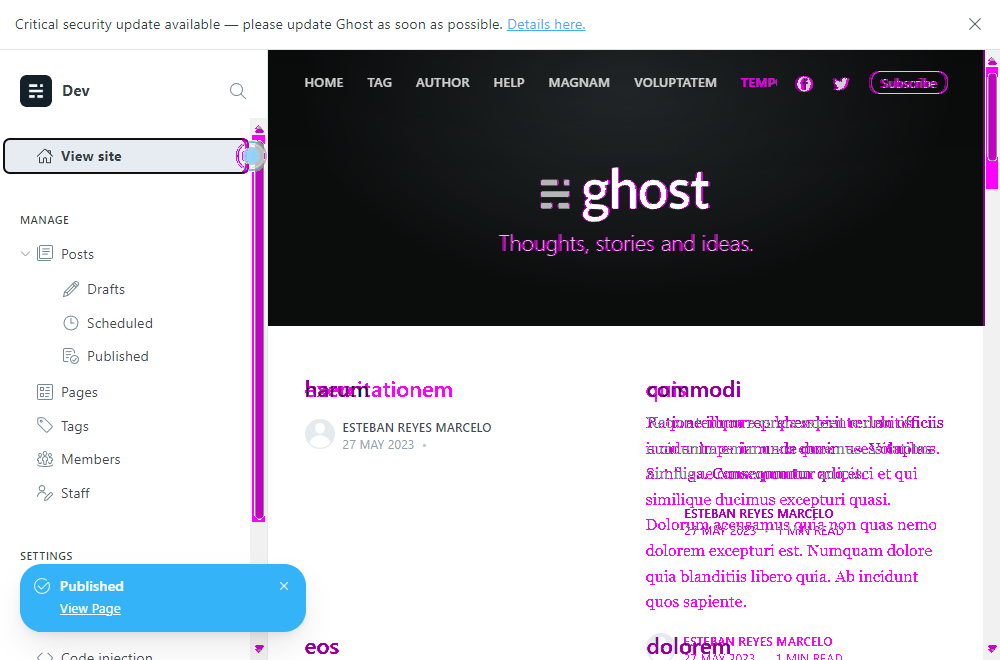 Critical security update available — please update Ghost as soon as possible. Details here.
Dev
View site
MANAGE
Posts
Drafts
Scheduled
Published
Pages
Tags
Members
Staff
SETTINGS
Published
View Page
Code injection
HOME TAG AUTHOR HELP MAGNAM VOLUPTATEM TEMP Subscribe
ghost
Thoughts, stories and ideas.
ESTEBAN REYES MARCELO
27 MAY 2023 •
eos
commodi
similique ducimus excepturi quasi.
ESTEBAN REYES MARCELO
27 MAY 2023 • 1 MIN READ
Dolorum accusamus quia non quas nemo
dolorem excepturi est. Numquam dolore
quia blanditiis libero quia. Ab incidunt
quos sapiente.
dolorem
ESTEBAN REYES MARCELO
27 MAY 2023 • 1 MIN READ